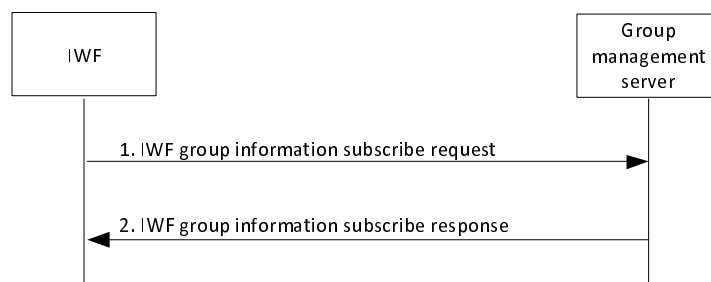 IWF
Group
management
server
1. IWF group information subscribe request
2. IWF group information subscribe response